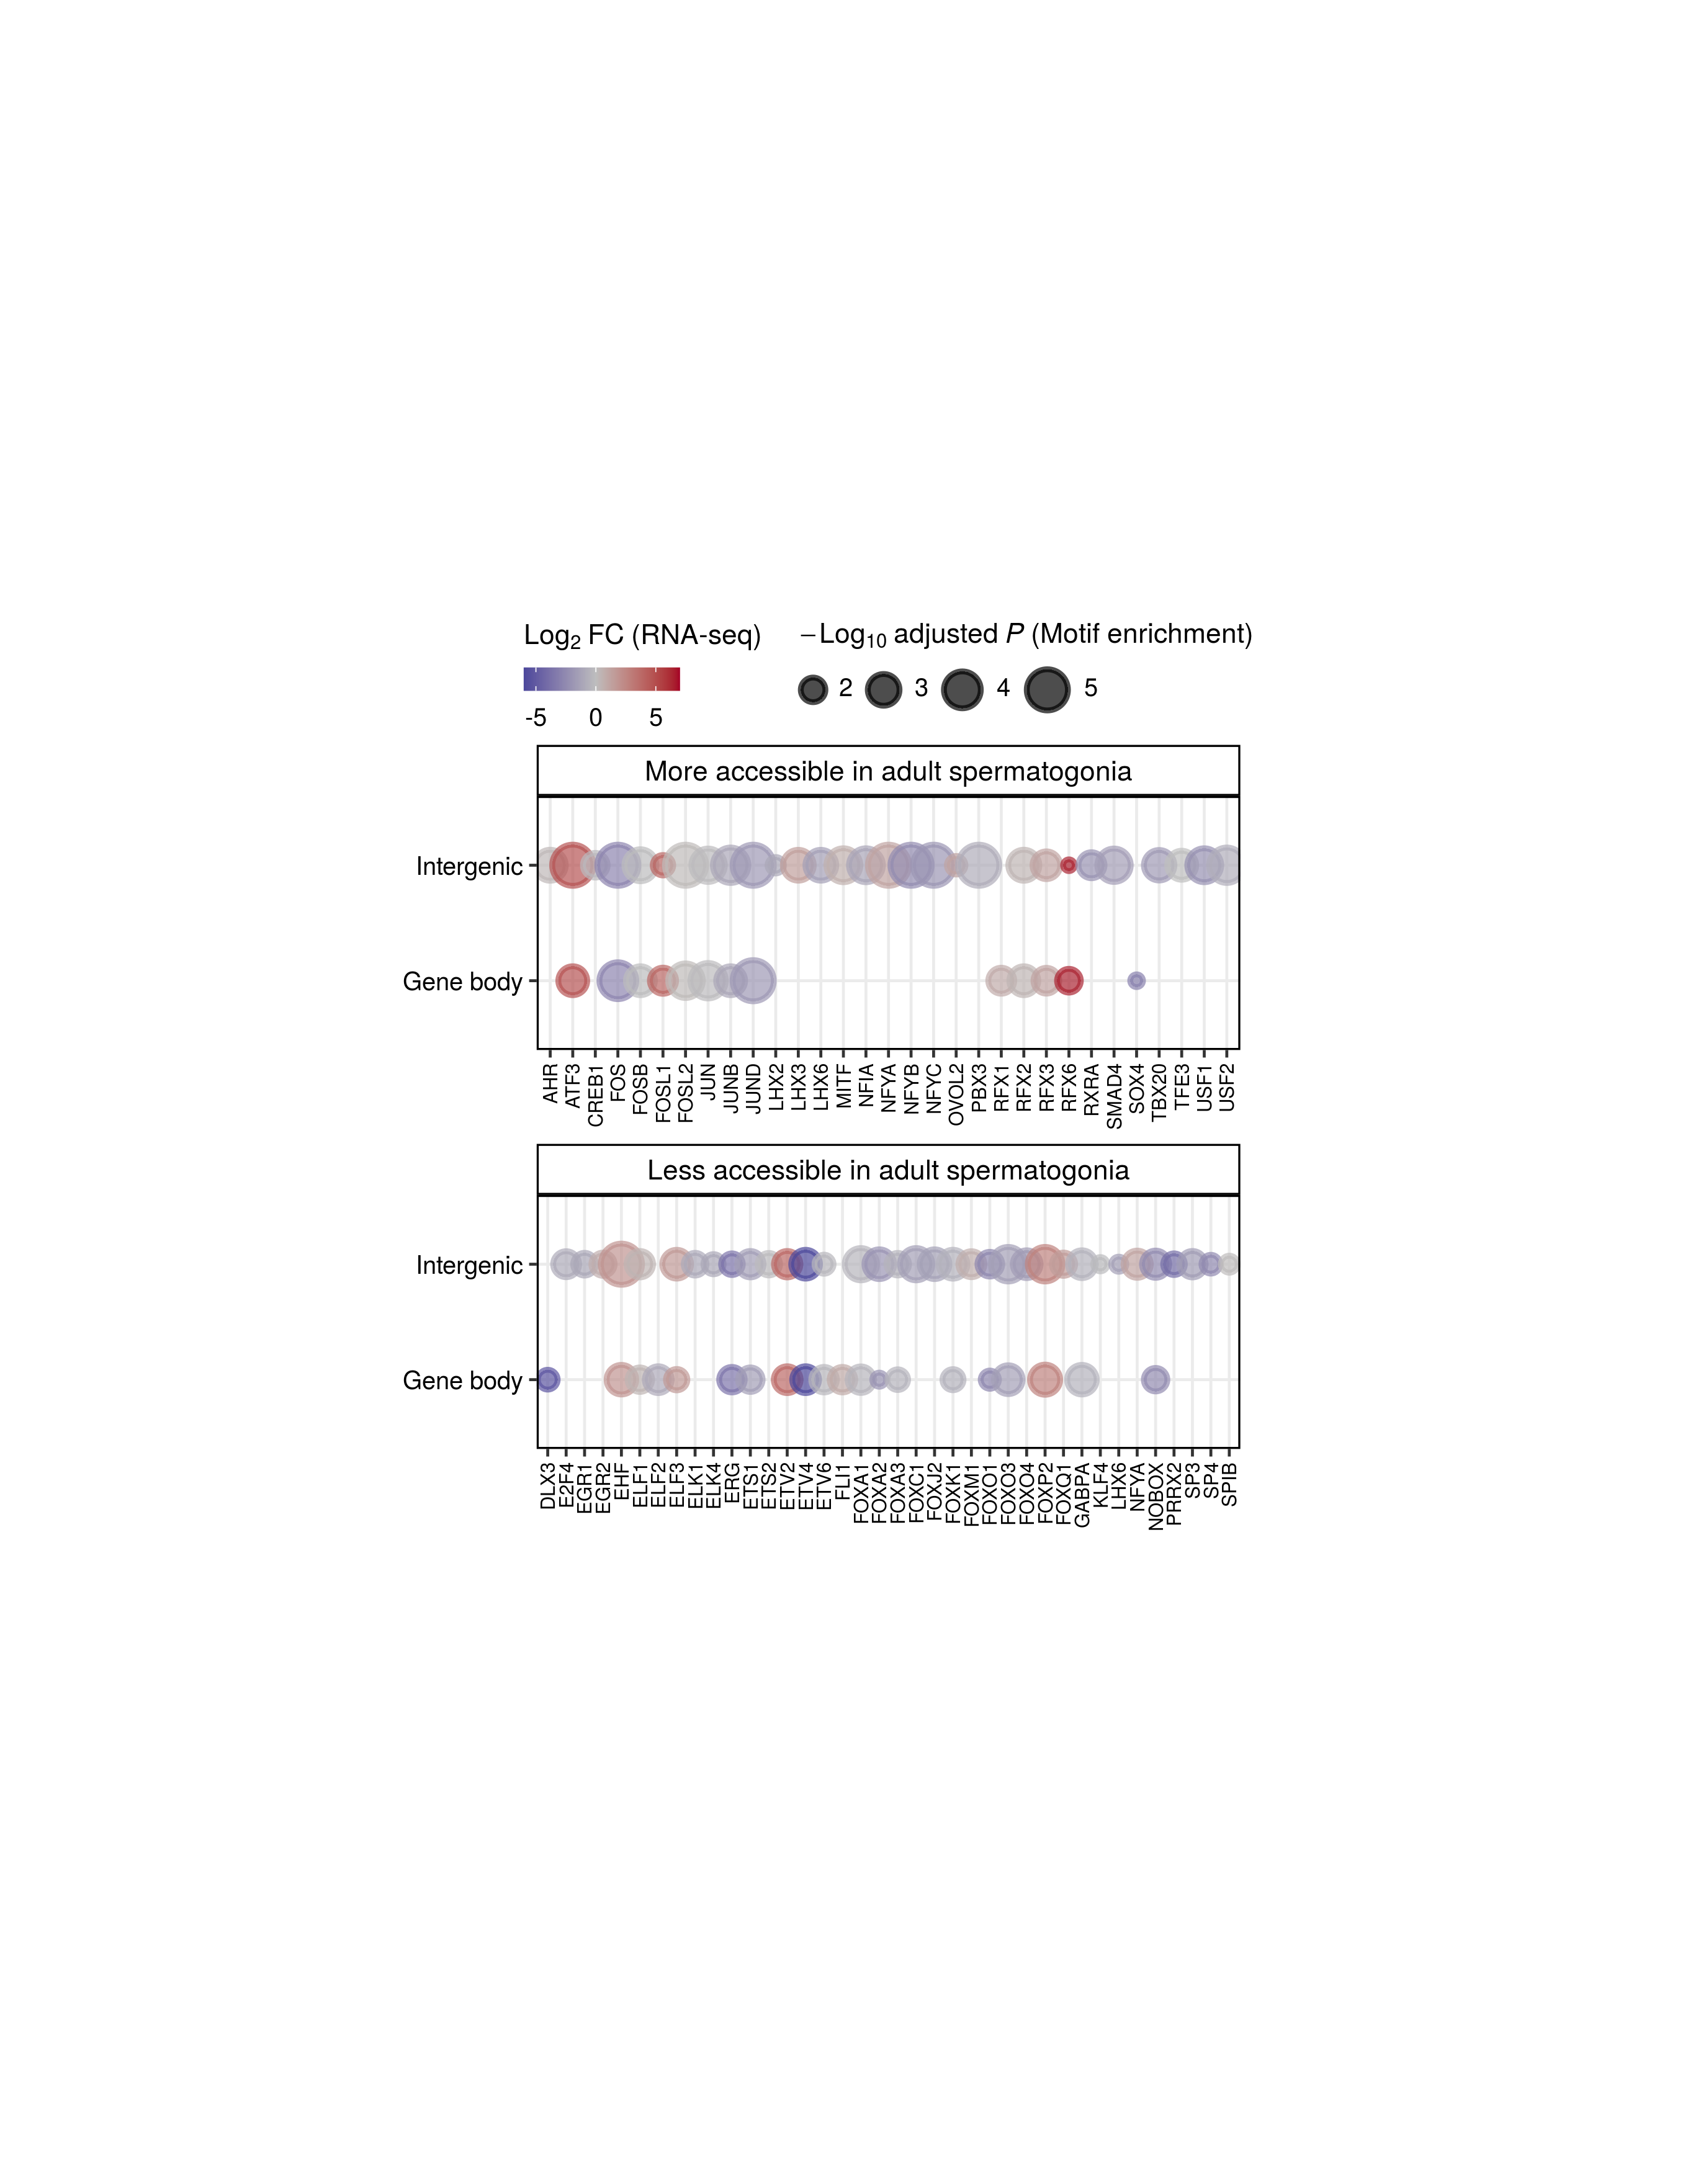 Log2 FC (RNA-seq)
−Log10 adjusted P (Motif enrichment)
-5 0 5
2 3 4 5
More accessible in adult spermatogonia
Intergenic
Gene body
AHR ATF3 CREB1 FOS FOSB FOSL1 FOSL2 JUN JUNB JUND LHX2 LHX3 LHX6 MITF NFIA NFYA NFYB NFYC OVOL2 PBX3 RFX1 RFX2 RFX3 RFX6 RXRA SMAD4 SOX4 TBX20 TFE3 USF1 USF2
Less accessible in adult spermatogonia
Intergenic
Gene body
DLX3 E2F4 EGR1 EGR2 EHF ELF1 ELF2 ELF3 ELK1 ELK4 ERG ETS1 ETS2 ETV2 ETV4 ETV6 FLI1 FOXA1 FOXA2 FOXA3 FOXC1 FOXJ2 FOXK1 FOXM1 FOXO1 FOXO3 FOXO4 FOXP2 FOXQ1 GABPA KLF4 LHX6 NFYA NOBOX PRRX2 SP3 SP4 SPIB